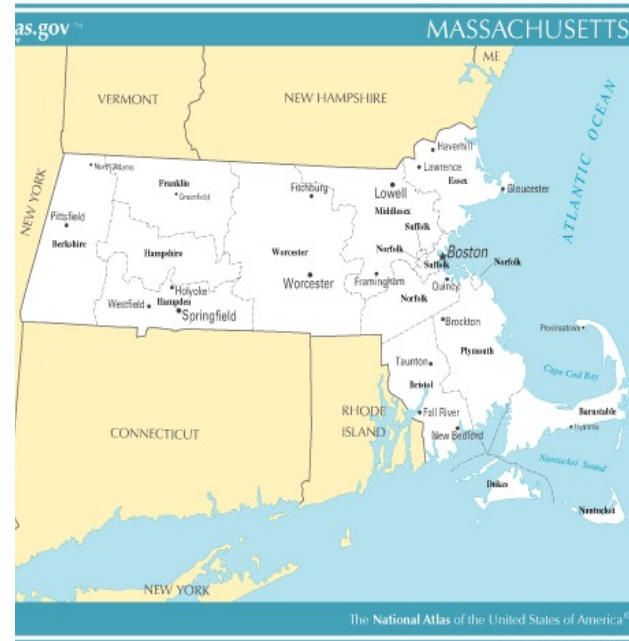 as.gov™
MASSACHUSETTS
ME
VERMONT
NEW HAMPSHIRE
ATLANTIC OCEAN
NEW YORK
Haverhill
Lawrence
Essex
North Adams
Franklin
Greenfield
Fitchburg
Lowell
Gloucester
Middlesex
Suffolk
Pittsfield
Berkshire
Hampshire
Worcester
Norfolk
Boston
Suffolk
Norfolk
Worcester
Framingham
Quincy
Holyoke
Westfield
Hampden
Norfolk
Springfield
Brockton
Provincetown
Plymouth
Taunton
Cape Cod Bay
Bristol
RHODE
ISLAND
Fall River
Barnstable
Hyannis
CONNECTICUT
New Bedford
Nantucket Sound
Dukes
Nantucket
NEW YORK
The National Atlas of the United States of America®